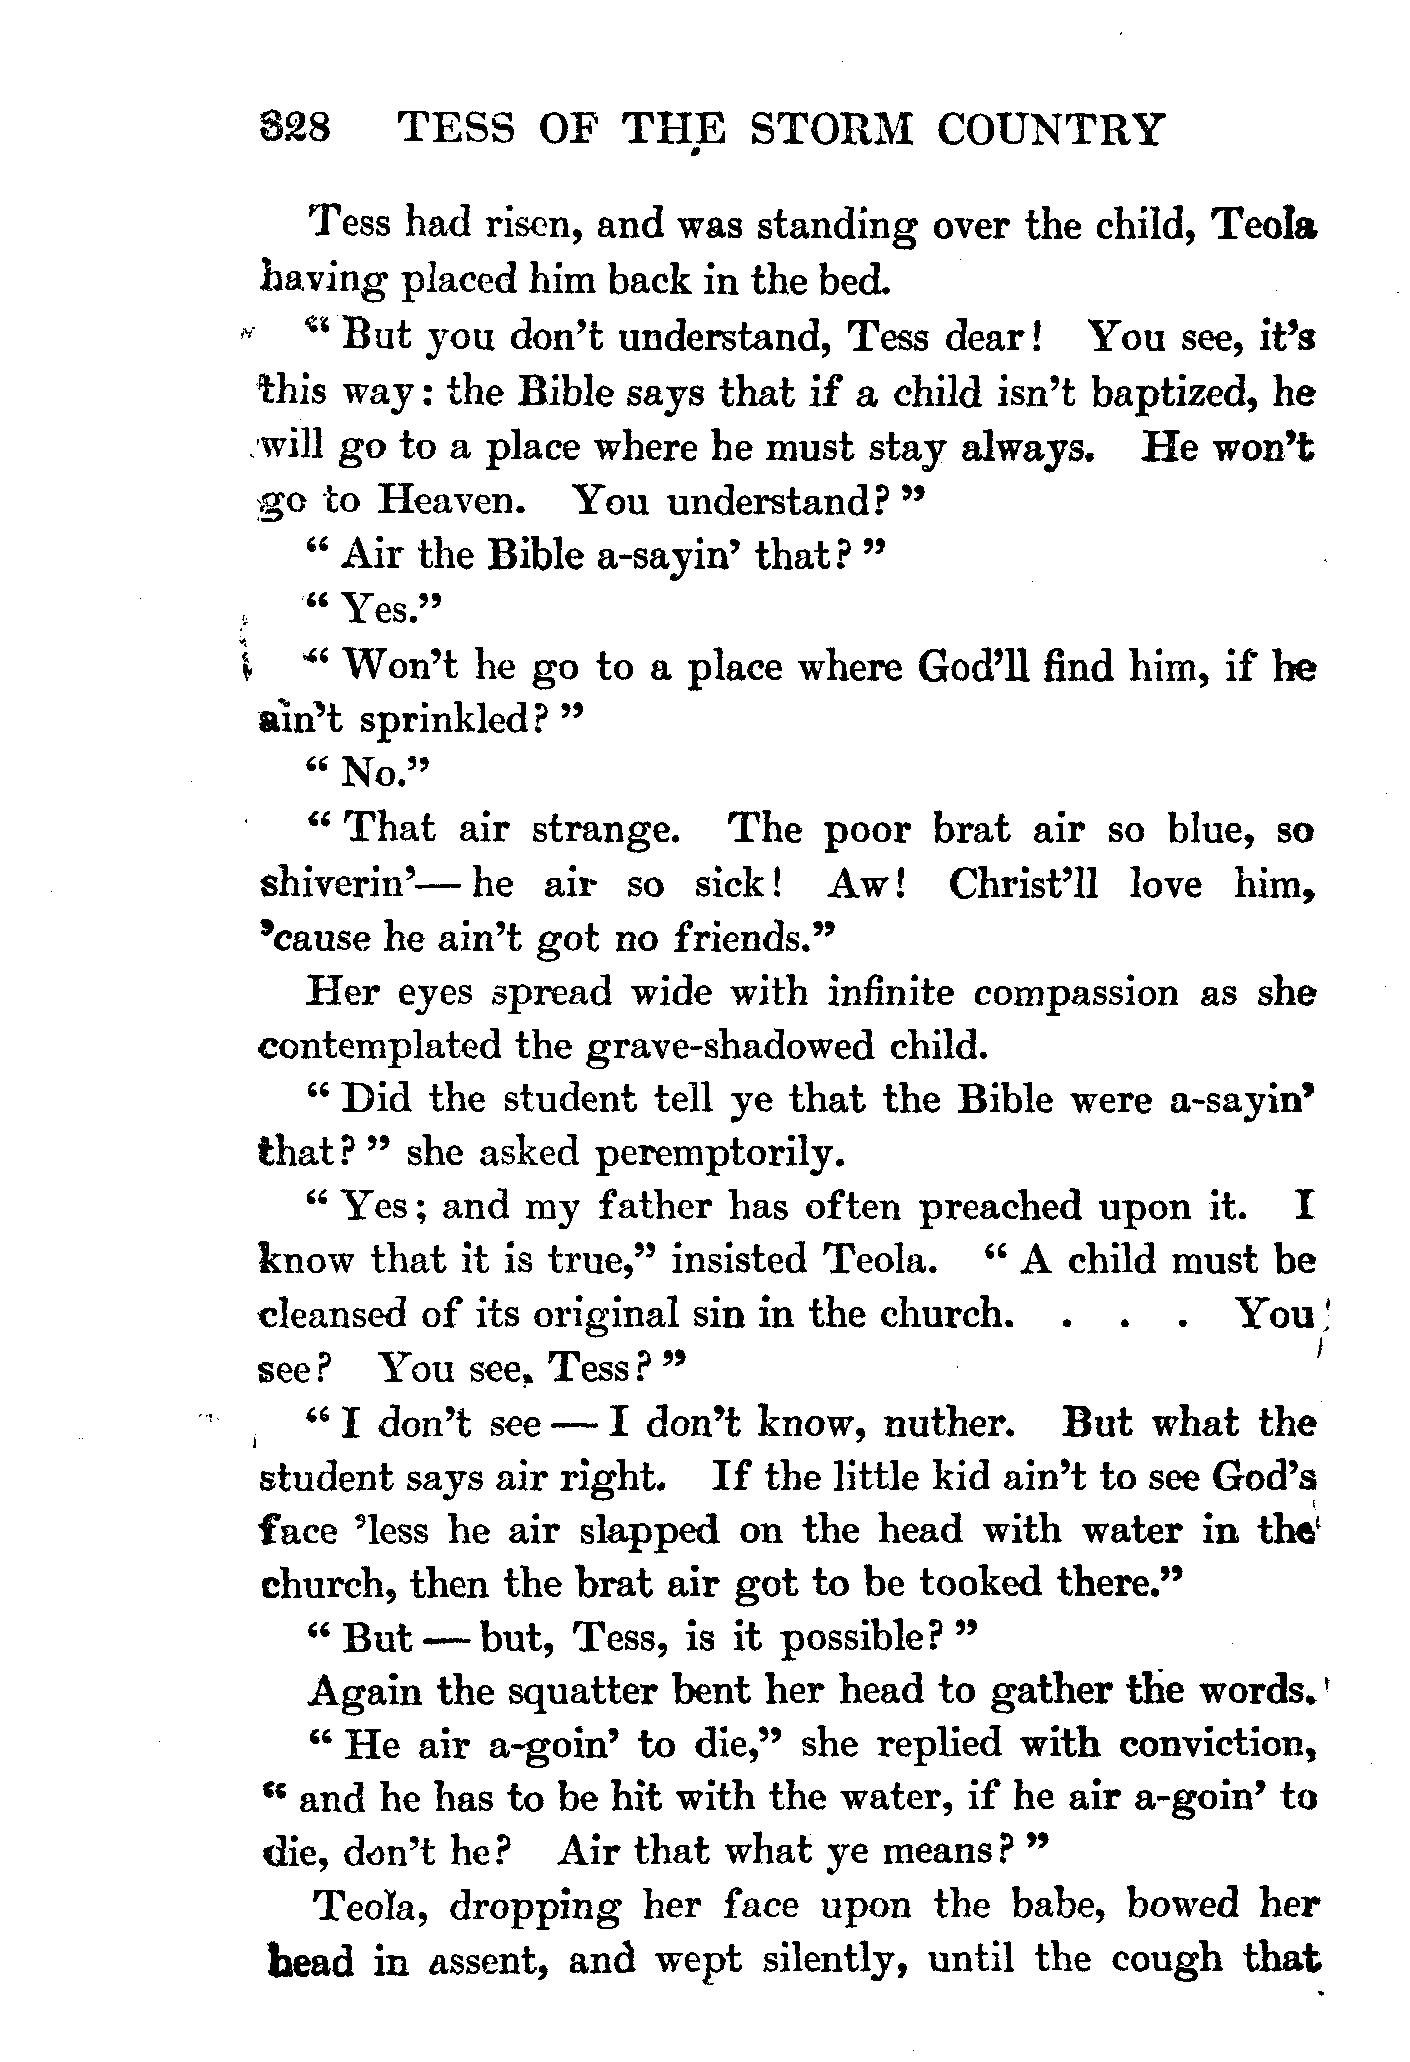 328 TESS OF THE STORM COUNTRY
Tess had risen, and was standing over the child, Teola
having placed him back in the bed.
“ But you don’t understand, Tess dear! You see, it’s
this way: the Bible says that if a child isn’t baptized, he
will go to a place where he must stay always. He won’t
go to Heaven. You understand? ”
“ Air the Bible a-sayin’ that? ”
“ Yes.”
“ Won’t he go to a place where God’ll find him, if he
ain’t sprinkled? ”
“ No.”
“ That air strange. The poor brat air so blue, so
shiverin’— he air so sick! Aw! Christ’ll love him,
’cause he ain’t got no friends.”
Her eyes spread wide with infinite compassion as she
contemplated the grave-shadowed child.
“ Did the student tell ye that the Bible were a-sayin’
that? ” she asked peremptorily.
“ Yes; and my father has often preached upon it. I
know that it is true,” insisted Teola. “ A child must be
cleansed of its original sin in the church. . . . You
see? You see, Tess? ”
“ I don’t see — I don’t know, nuther. But what the
student says air right. If the little kid ain’t to see God’s
face ’less he air slapped on the head with water in the
church, then the brat air got to be tooked there.”
“ But — but, Tess, is it possible? ”
Again the squatter bent her head to gather the words.
“ He air a-goin’ to die,” she replied with conviction,
“ and he has to be hit with the water, if he air a-goin’ to
die, don’t he? Air that what ye means? ”
Teola, dropping her face upon the babe, bowed her
head in assent, and wept silently, until the cough that